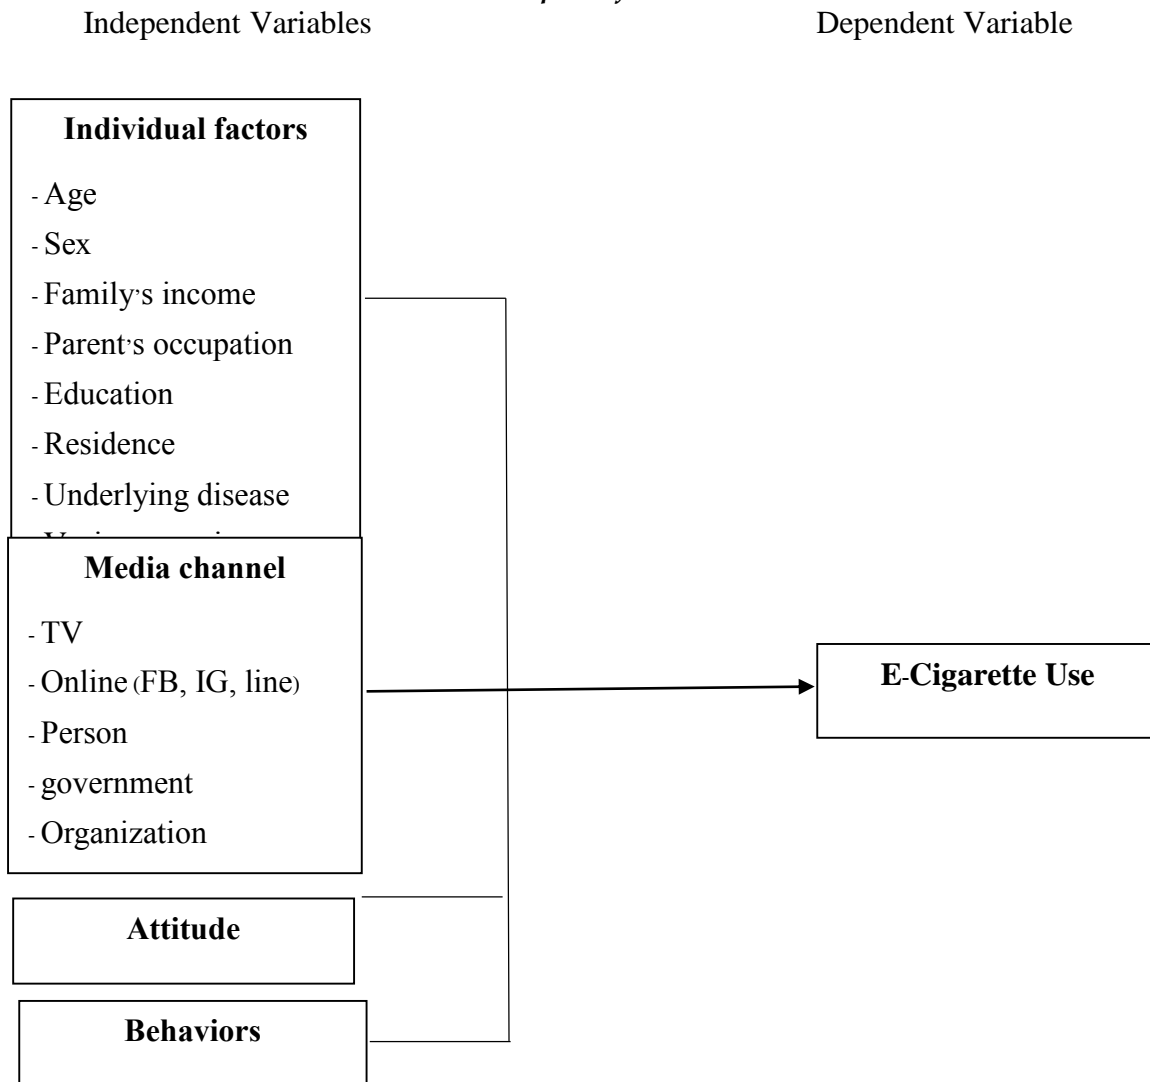 Independent Variables
Dependent Variable
Individual factors
- Age
- Sex
- Family's income
- Parent's occupation
- Education
- Residence
- Underlying disease
Media channel
- TV
- Online (FB, IG, line)
- Person
- government
- Organization
E-Cigarette Use
Attitude
Behaviors